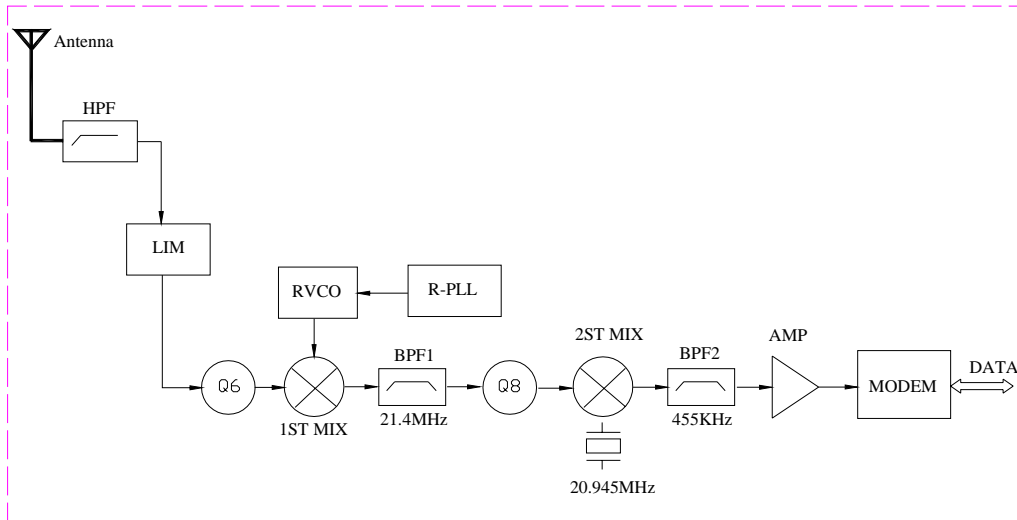 Antenna
HPF
LIM
RVCO
R-PLL
Q6
1ST MIX
BPF1
21.4MHz
Q8
2ST MIX
20.945MHz
BPF2
455KHz
AMP
MODEM
DATA